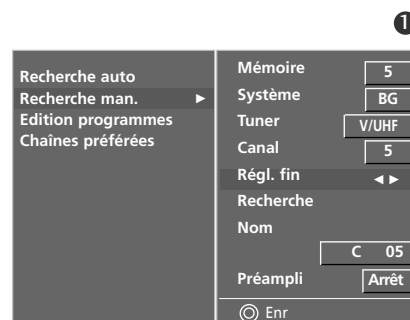 ❶
Recherche auto
Recherche man. ►
Edition programmes
Chaînes préférées
Mémoire 5
Système BG
Tuner V/UHF
Canal 5
Régl. fin ◄ ►
Recherche
Nom
C 05
Préampli Arrêt
Enr